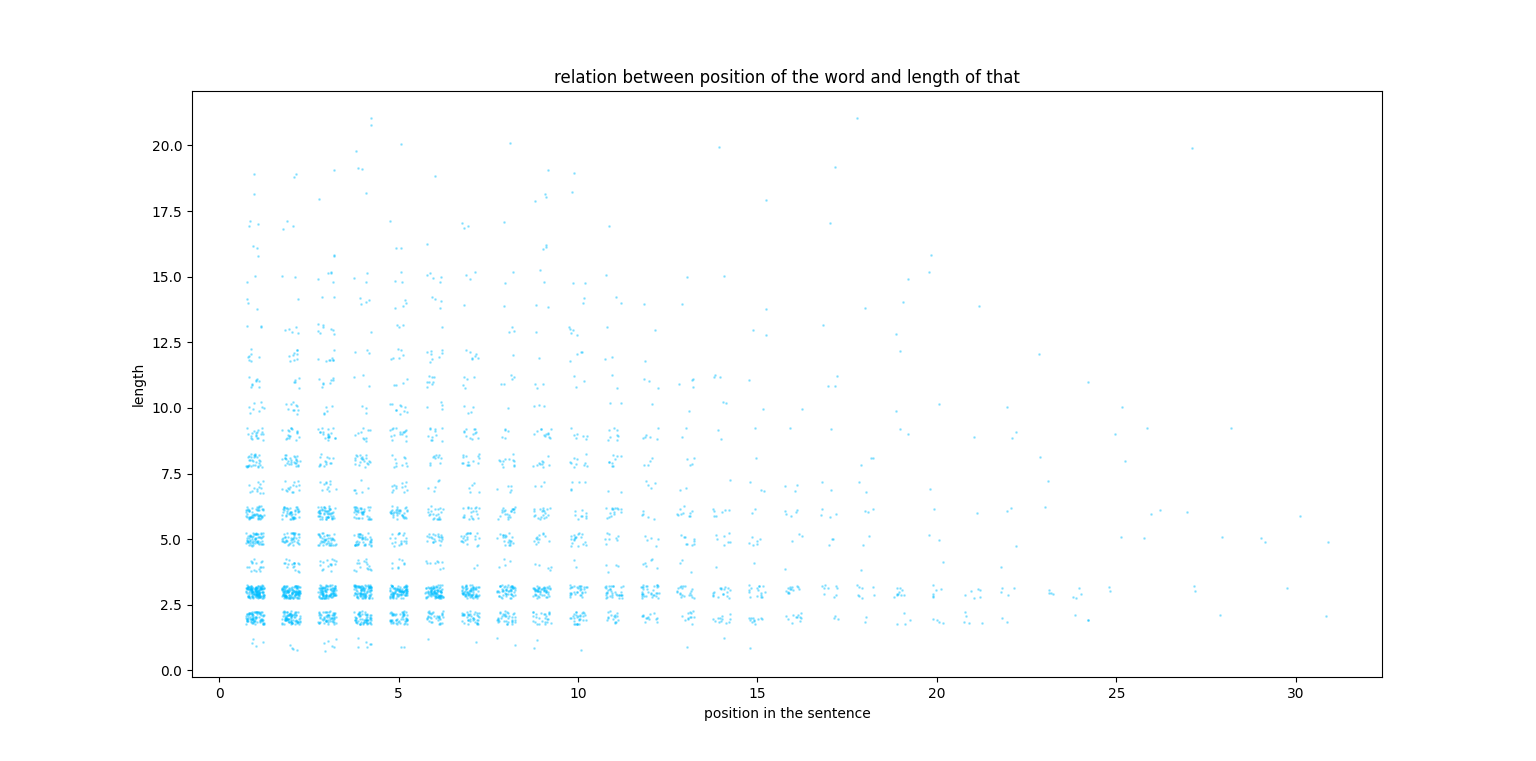 relation between position of the word and length of that
20.0
17.5
15.0
12.5
10.0
7.5
5.0
2.5
0.0
length
0 5 10 15 20 25 30
position in the sentence